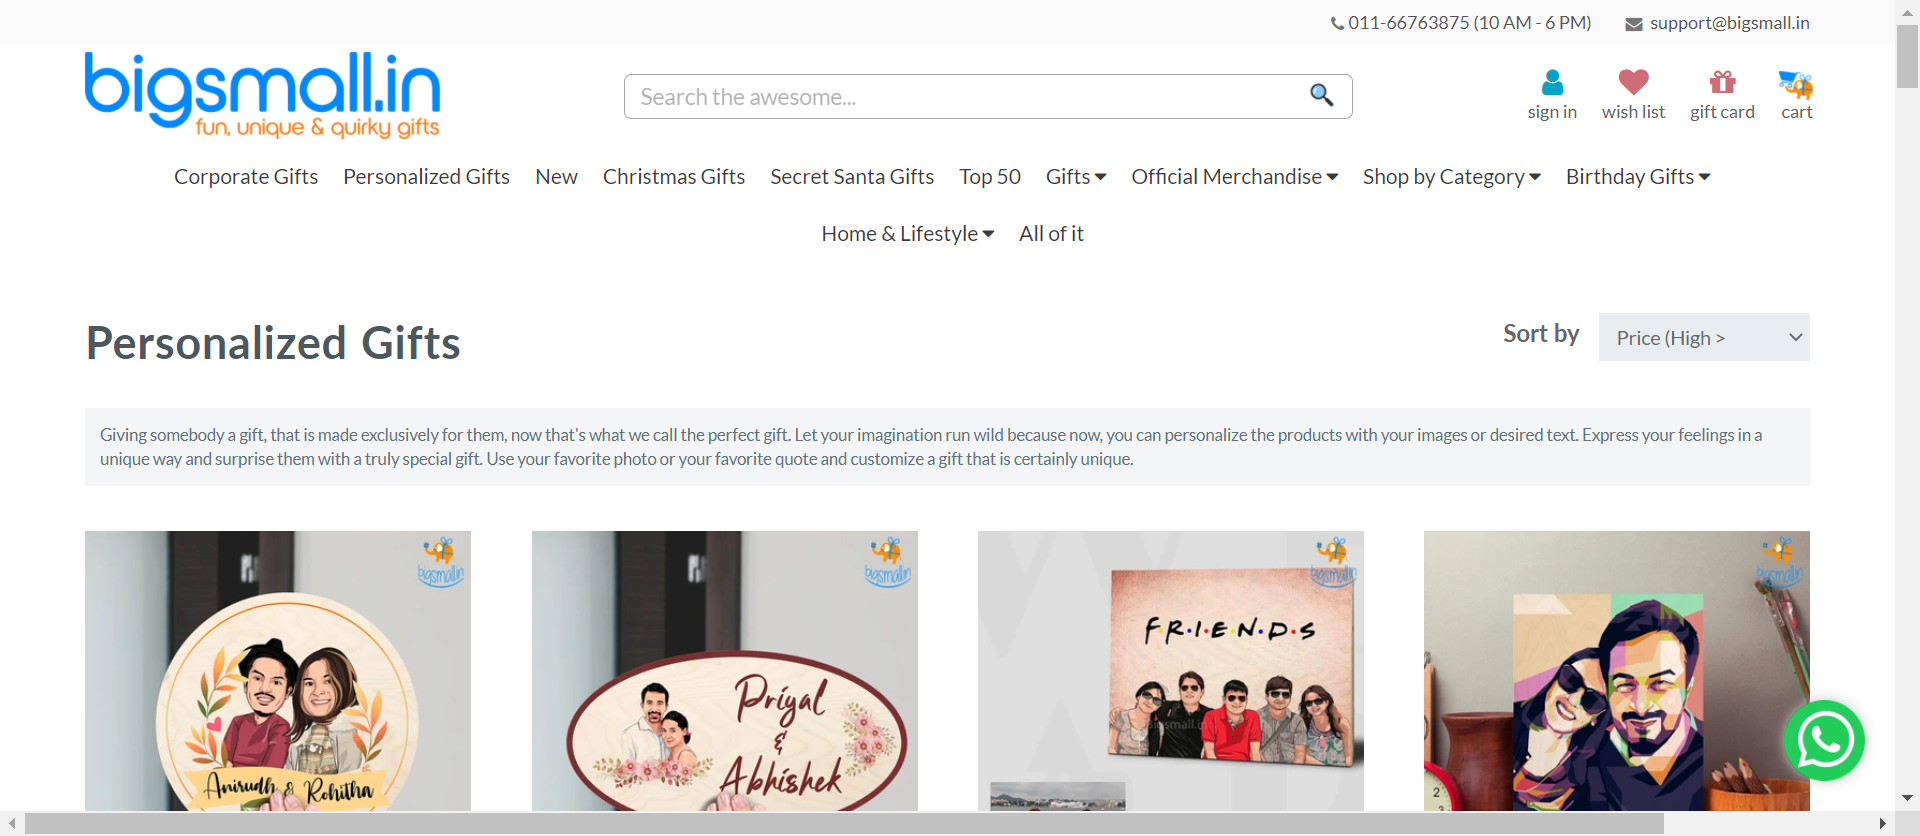 011-66763875 (10 AM - 6 PM) support@bigsmall.in
bigsmall.in
fun, unique & quirky gifts
Search the awesome...
sign in wish list gift card cart
Corporate Gifts Personalized Gifts New Christmas Gifts Secret Santa Gifts Top 50 Gifts Official Merchandise Shop by Category Birthday Gifts
Home & Lifestyle All of it
Personalized Gifts
Sort by Price (High >
Giving somebody a gift, that is made exclusively for them, now that's what we call the perfect gift. Let your imagination run wild because now, you can personalize the products with your images or desired text. Express your feelings in a
unique way and surprise them with a truly special gift. Use your favorite photo or your favorite quote and customize a gift that is certainly unique.
bigsmall.in
Anirudh & Rohitha
bigsmall.in
Priyal
&
Abhishek
bigsmall.in
F·R·I·E·N·D·S
bigsmall.in
bigsmall.in
2
3